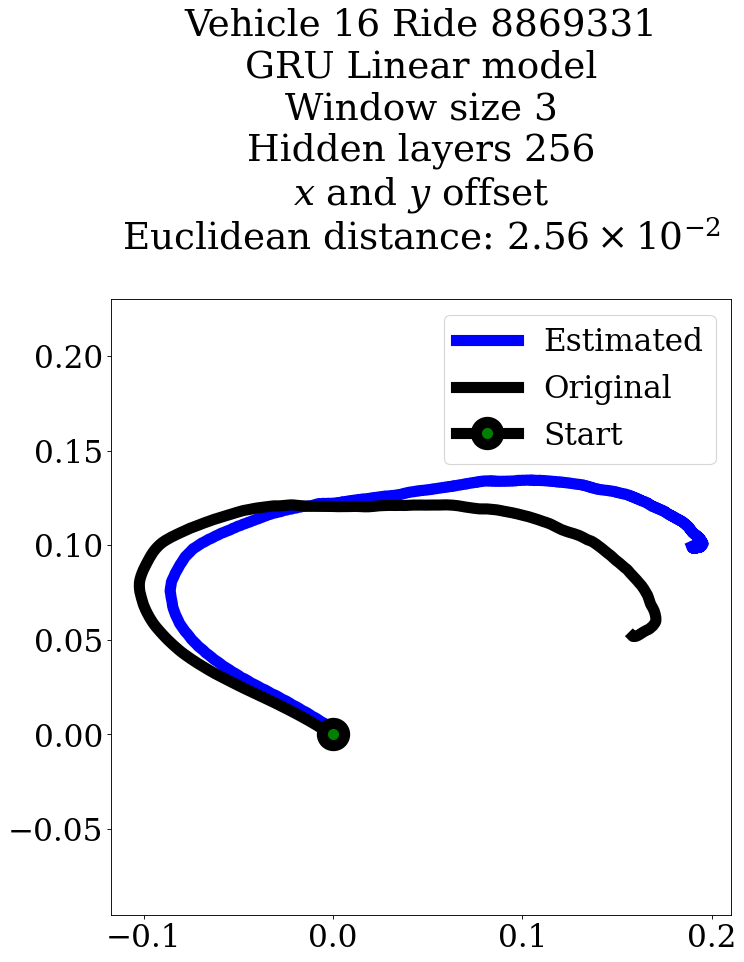 Vehicle 16 Ride 8869331
GRU Linear model
Window size 3
Hidden layers 256
x and y offset
Euclidean distance: 2.56 × 10⁻²
Estimated
Original
Start
0.20
0.15
0.10
0.05
0.00
−0.05
−0.1 0.0 0.1 0.2